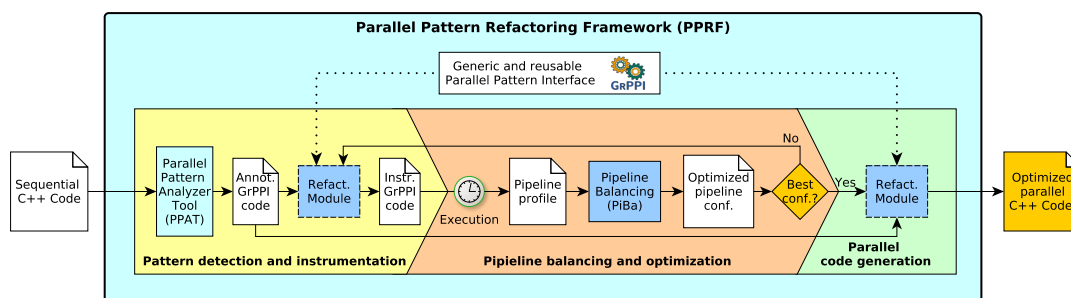 Parallel Pattern Refactoring Framework (PPRF)
Generic and reusable
Parallel Pattern Interface
GRPPI
Sequential
C++ Code
Parallel
Pattern
Analyzer
Tool
(PPAT)
Annot.
GrPPI
code
Refact.
Module
Instr.
GrPPI
code
Execution
Pipeline
profile
Pipeline
Balancing
(PiBa)
Optimized
pipeline
conf.
Best
conf.?
No
Yes
Refact.
Module
Optimized
parallel
C++ Code
Pattern detection and instrumentation
Pipieline balancing and optimization
Parallel
code generation